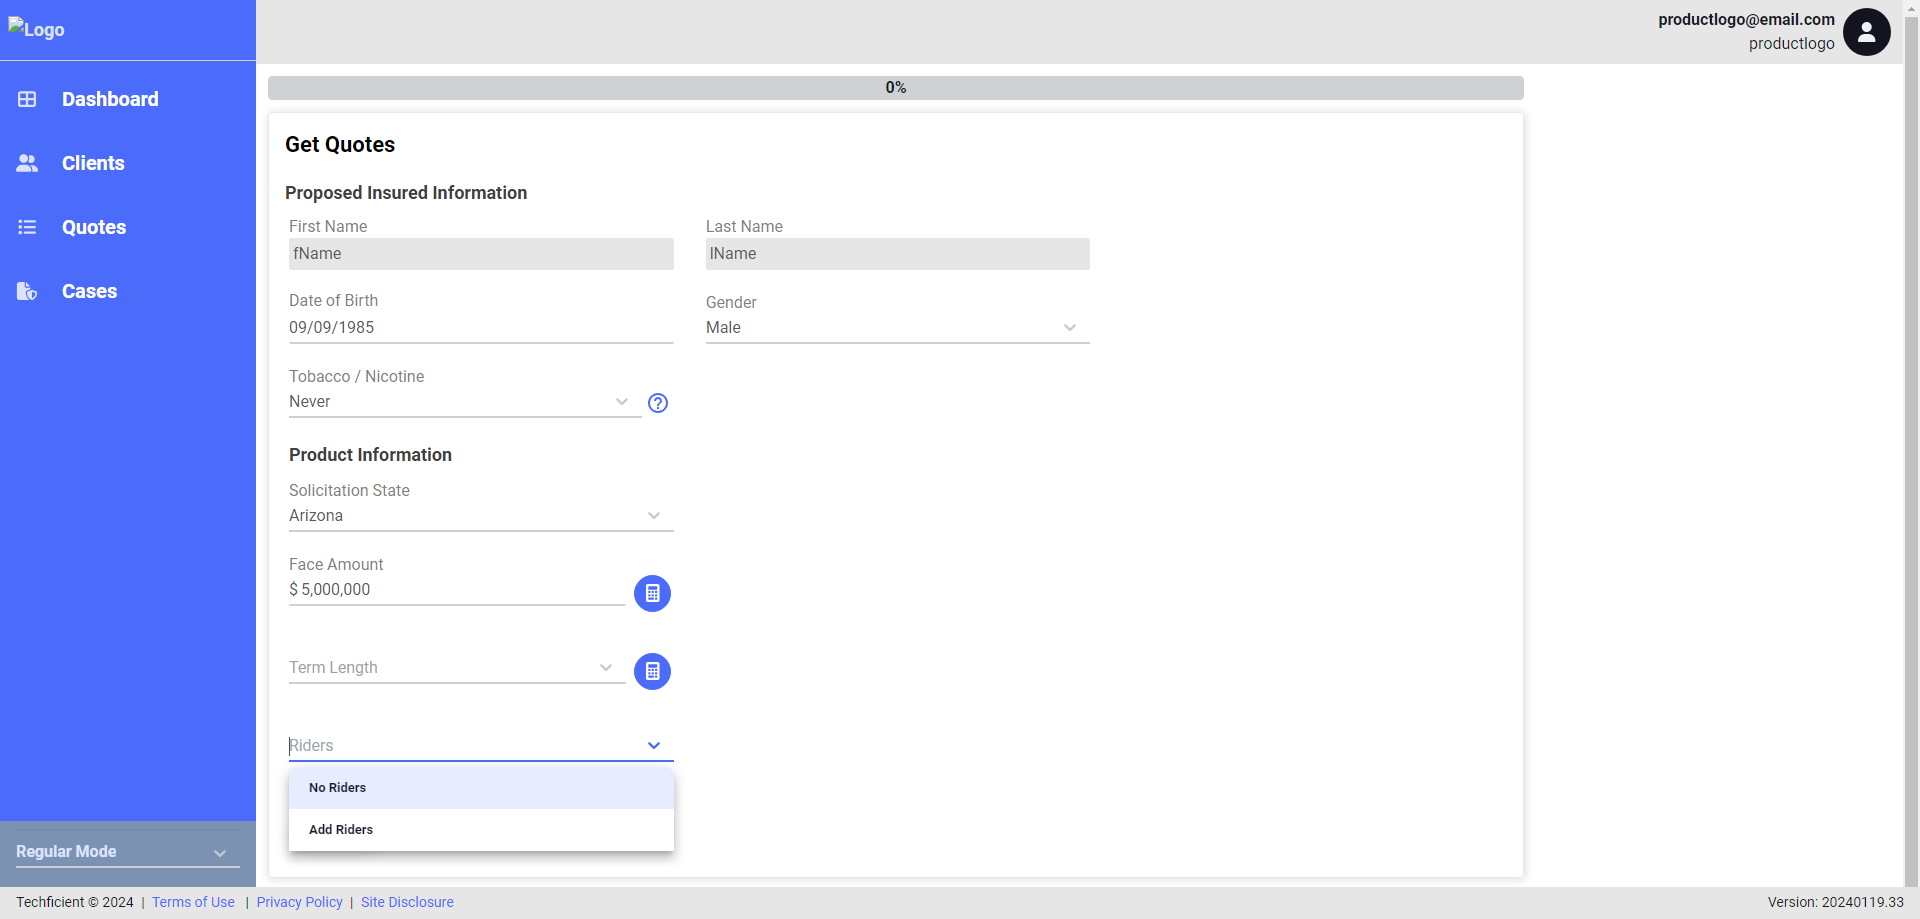 Logo
productlogo@email.com
productlogo
Dashboard
Clients
Quotes
Cases
Regular Mode
0%
Get Quotes
Proposed Insured Information
First Name
Last Name
fName
lName
Date of Birth
Gender
09/09/1985
Male
Tobacco / Nicotine
Never
?
Product Information
Solicitation State
Arizona
Face Amount
$ 5,000,000
Term Length
Riders
No Riders
Add Riders
Techficient © 2024 | Terms of Use | Privacy Policy | Site Disclosure
Version: 20240119.33